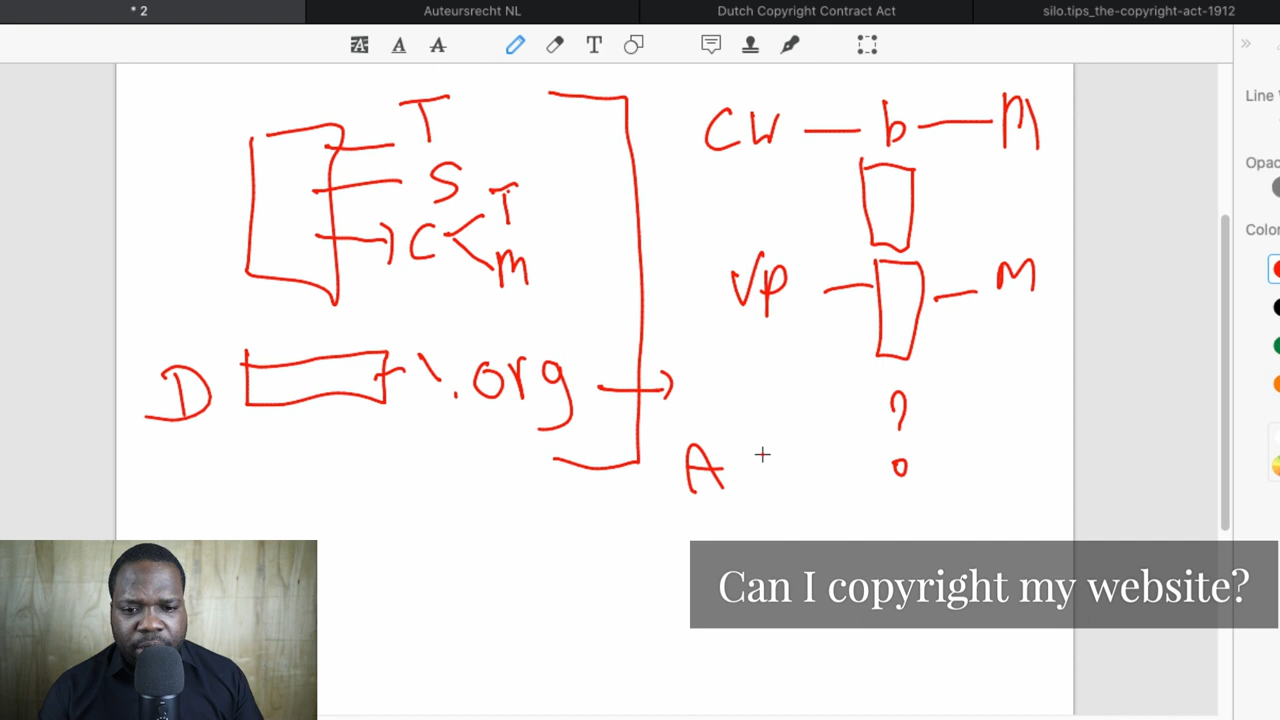 * 2
Auteursrecht NL
Dutch Copyright Contract Act
silo.tips_the-copyright-act-1912
A A A T
Line
Opac
Color
T
S
C T
m
D \.org
CW — b — M
VP — M
?
A
Can I copyright my website?